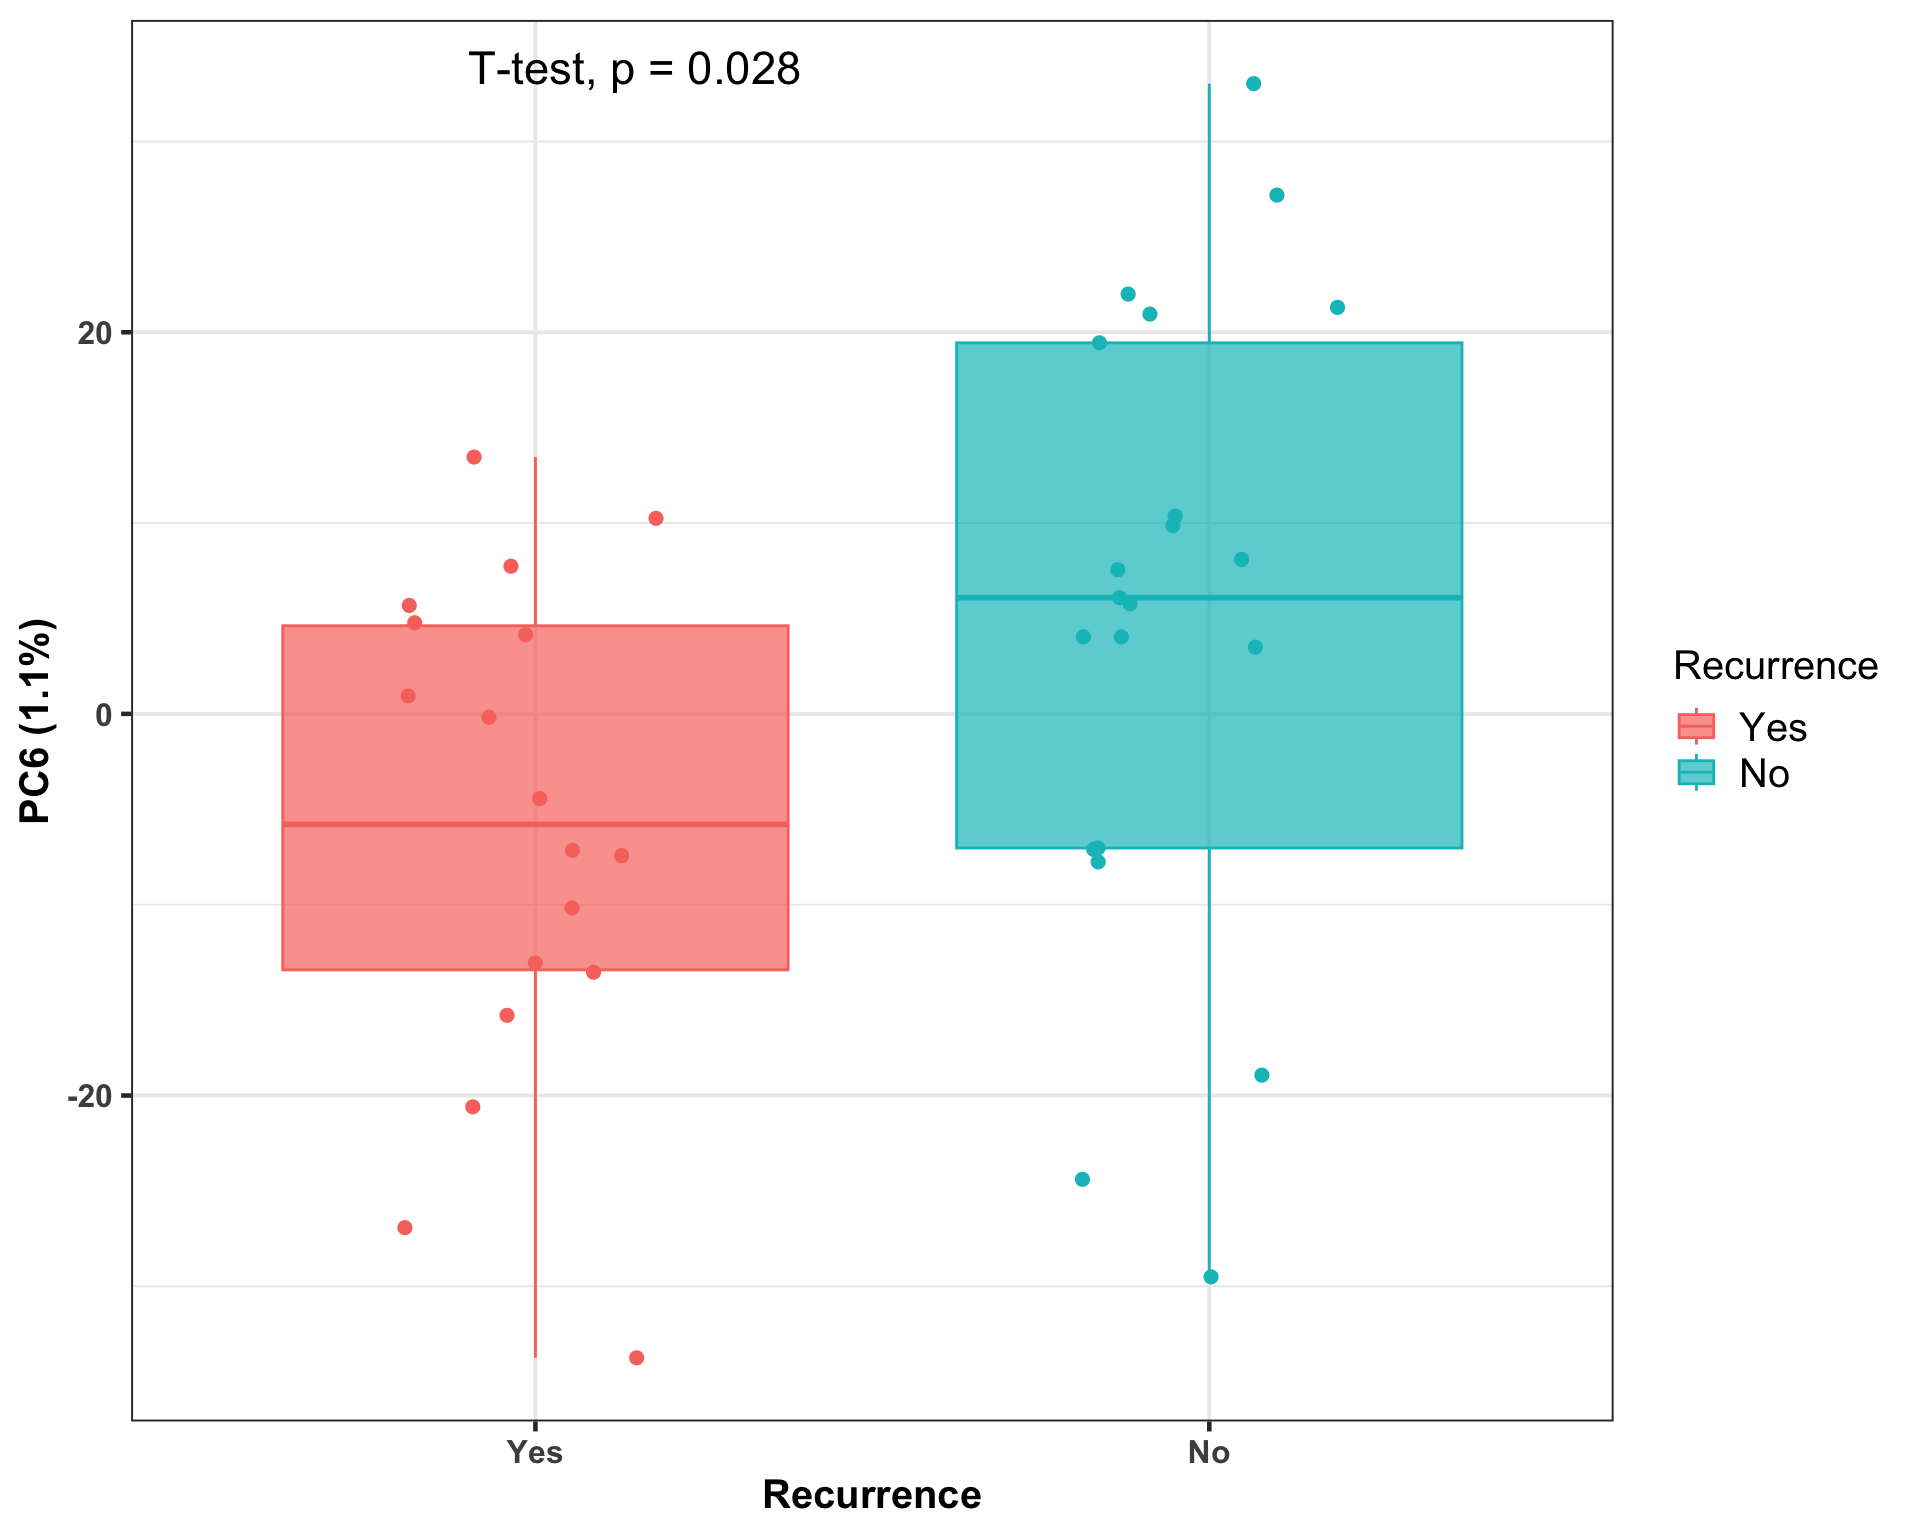 T-test, p = 0.028
20
0
-20
PC6 (1.1%)
Yes
No
Recurrence
Recurrence
Yes
No